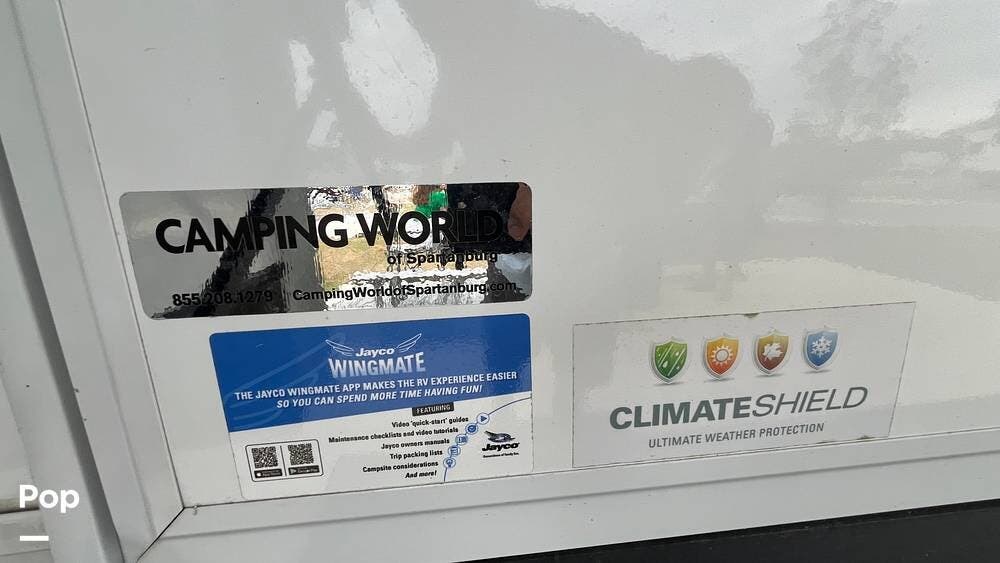 CAMPING WORLD
of Spartanburg
855.208.1279 CampingWorldofSpartanburg.com
Jayco
WINGMATE
THE JAYCO WINGMATE APP MAKES THE RV EXPERIENCE EASIER
SO YOU CAN SPEND MORE TIME HAVING FUN!
FEATURING
Video 'quick-start' guides
Maintenance checklists and video tutorials
Jayco owners manuals
Trip packing lists
Campsite considerations
And more!
Jayco
CLIMATESHIELD
ULTIMATE WEATHER PROTECTION
Pop